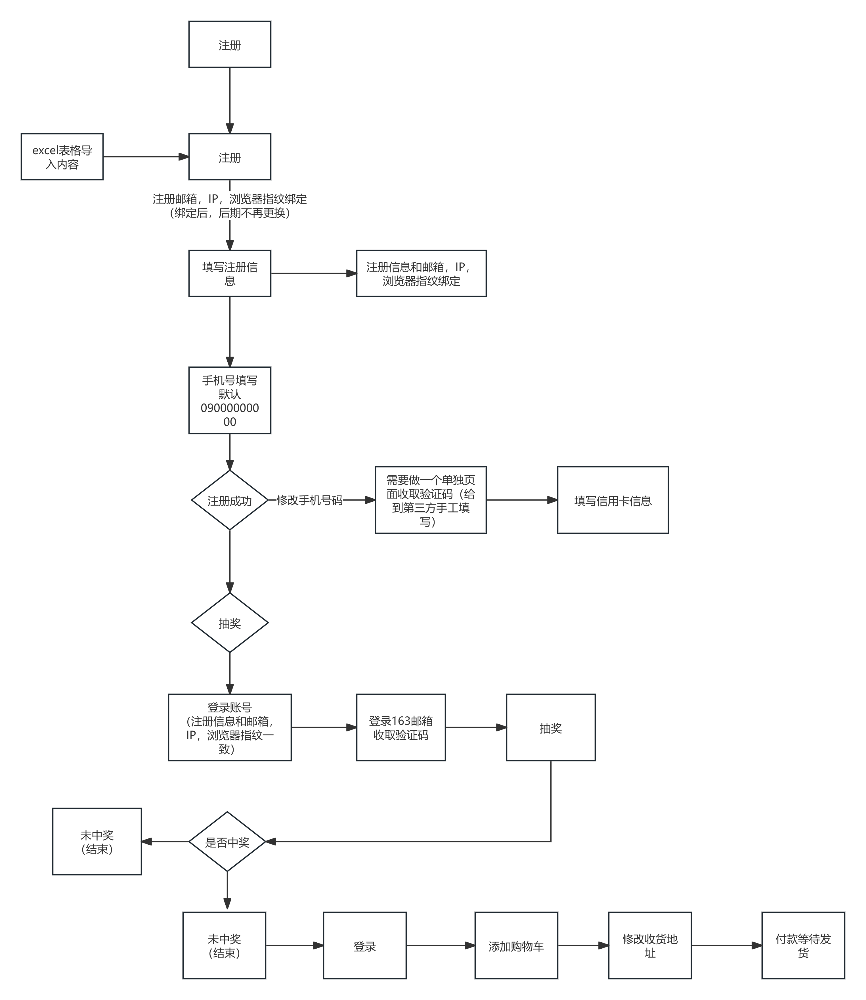 注册
excel表格导
入内容
注册
注册邮箱，IP，浏览器指纹绑定
（绑定后，后期不再更换）
填写注册信
息
注册信息和邮箱，IP，
浏览器指纹绑定
手机号填写
默认
090000000
00
注册成功
修改手机号码
需要做一个单独页
面收取验证码（给
到第三方手工填
写）
填写信用卡信息
抽奖
登录账号
（注册信息和邮箱，
IP，浏览器指纹一
致）
登录163邮箱
收取验证码
抽奖
未中奖
（结束）
是否中奖
未中奖
（结束）
登录
添加购物车
修改收货地
址
付款等待发
货